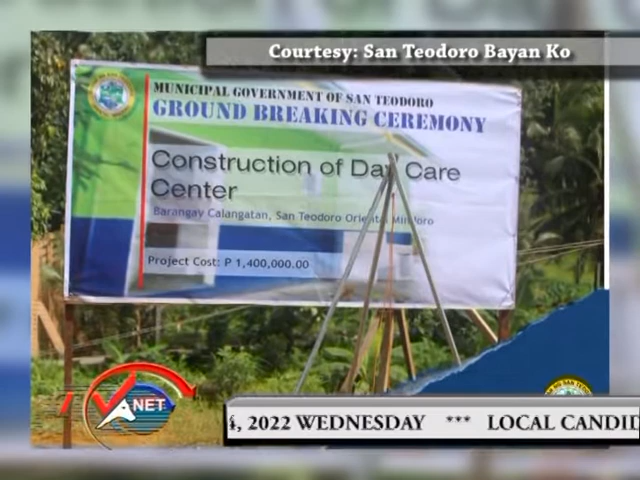 Courtesy: San Teodoro Bayan Ko
MUNICIPAL GOVERNMENT OF SAN TEODORO
GROUND BREAKING CEREMONY
Construction of Day Care
Center
Barangay Calangatan, San Teodoro Oriental Mindoro
Project Cost: P 1,400,000.00
NET
4, 2022 WEDNESDAY *** LOCAL CANDID